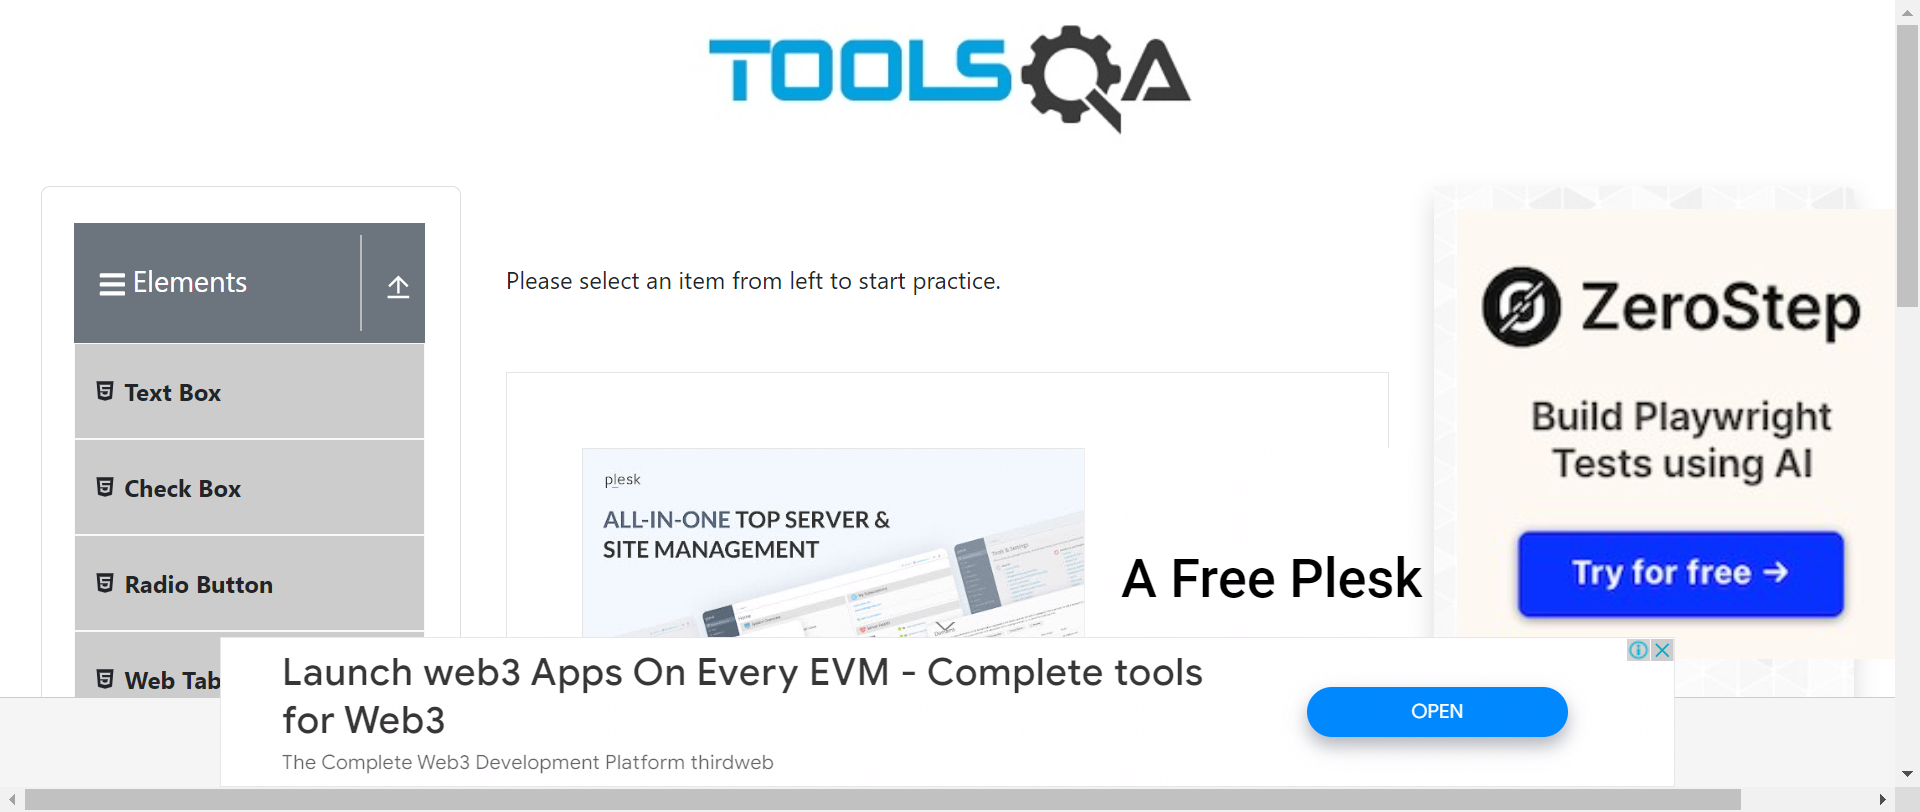 TOOLSQA
Elements
Please select an item from left to start practice.
Text Box
Check Box
Radio Button
Web Tab
plesk
ALL-IN-ONE TOP SERVER &
SITE MANAGEMENT
A Free Plesk
ZeroStep
Build Playwright
Tests using AI
Try for free →
Launch web3 Apps On Every EVM - Complete tools
for Web3
The Complete Web3 Development Platform thirdweb
OPEN